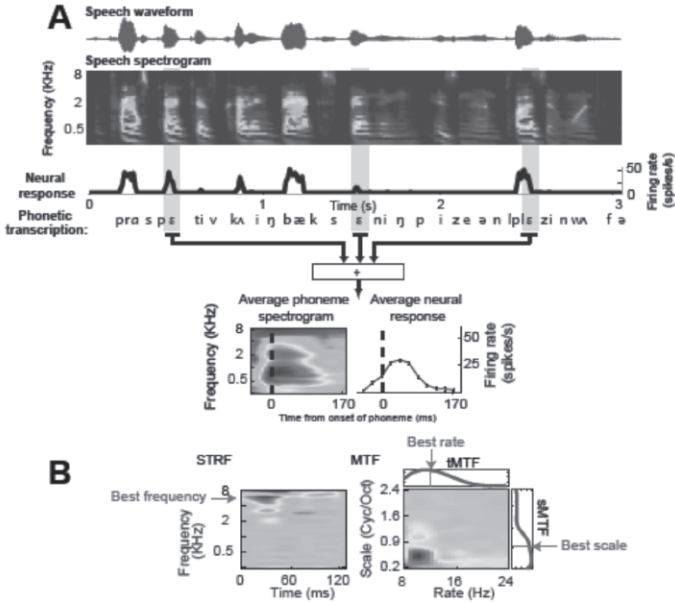 A
Speech waveform
Speech spectrogram
Frequency (KHz)
8
2
0.5
Neural response
50
0
Firing rate (spikes/s)
0 1 2 3
Time (s)
Phonetic transcription:
p r ɑ s p ɛ t i v k ʌ i ŋ b æ k s ɛ n i ŋ p i z e ə n l p l ɛ z i n w ʌ f ə
+
Average phoneme spectrogram
Average neural response
Frequency (KHz)
8
2
0.5
0 170
50
25
Firing rate (spikes/s)
0 170
Time from onset of phoneme (ms)
B
STRF
MTF
Best rate
tMTF
Best frequency
Frequency (KHz)
8
2
0.5
0 60 120
Time (ms)
Scale (Cyc/Oct)
2.4
1.6
0.9
0.2
8 16 24
Rate (Hz)
sMTF
Best scale